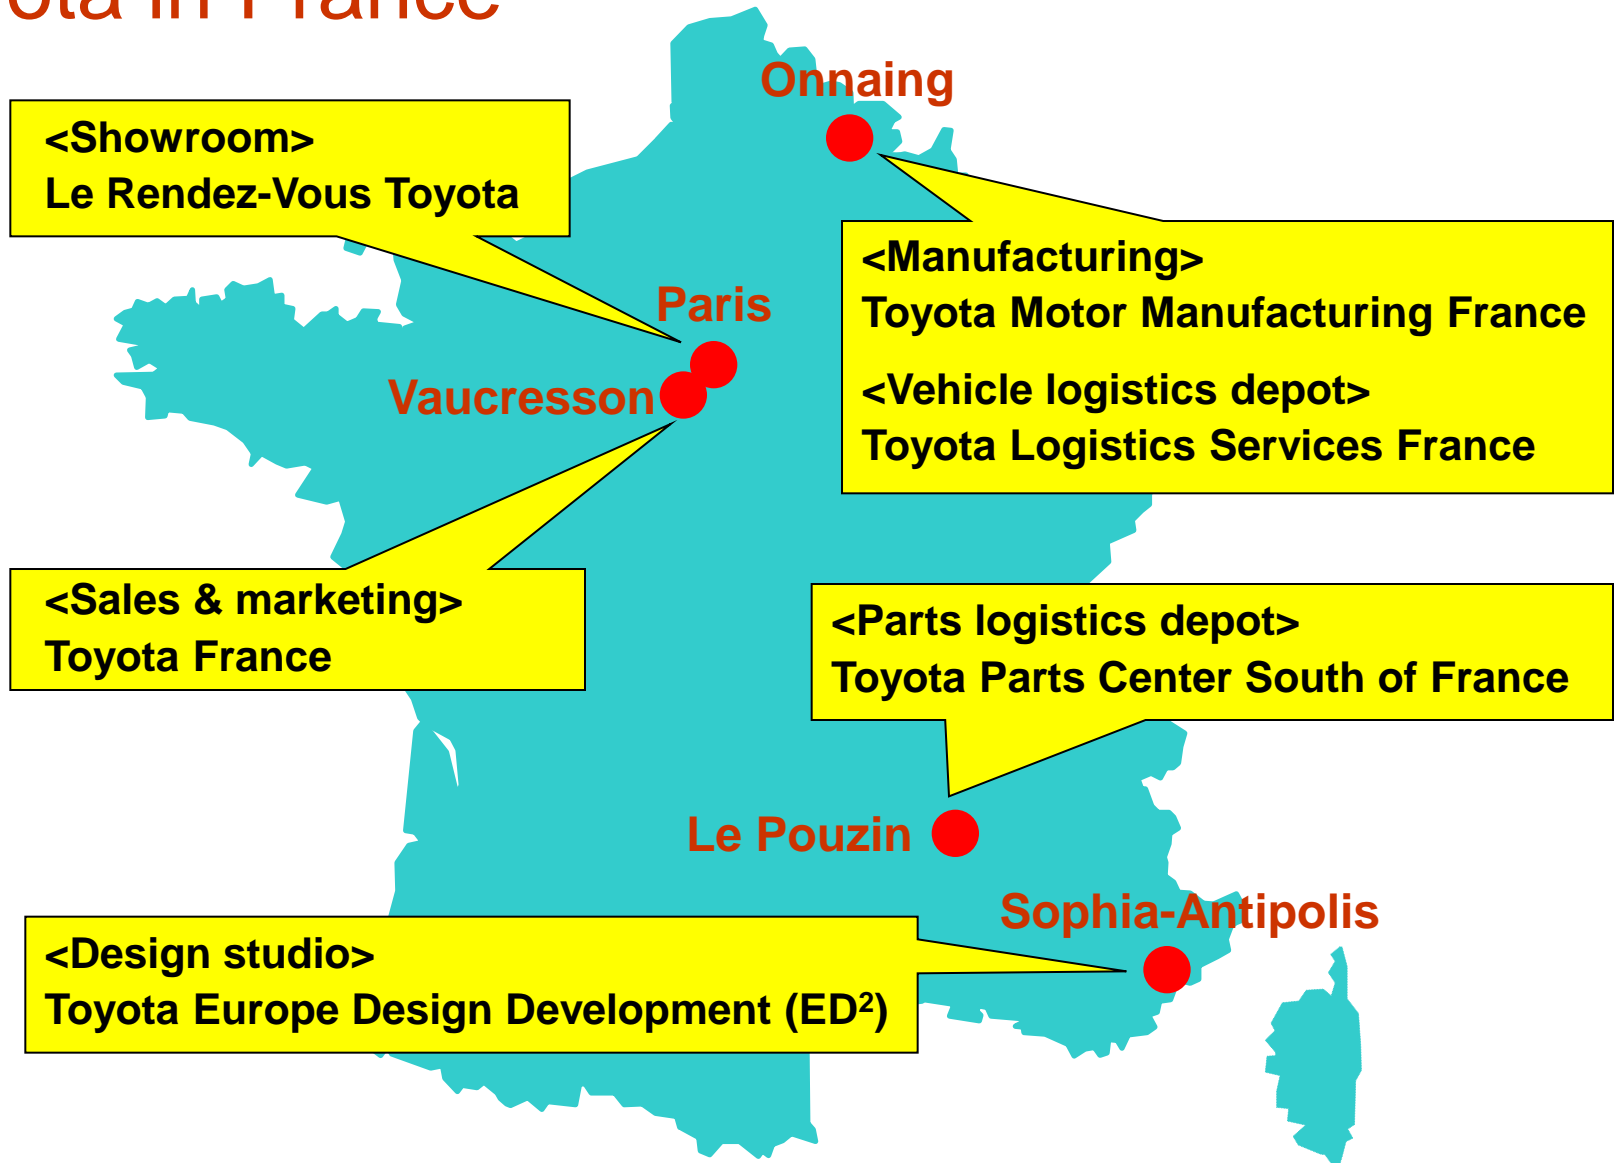 in France
Onnaing
<Showroom>
Le Rendez-Vous Toyota
<Manufacturing>
Toyota Motor Manufacturing France
<Vehicle logistics depot>
Toyota Logistics Services France
Paris
Vaucresson
<Sales & marketing>
Toyota France
<Parts logistics depot>
Toyota Parts Center South of France
Le Pouzin
Sophia-Antipolis
<Design studio>
Toyota Europe Design Development (ED²)